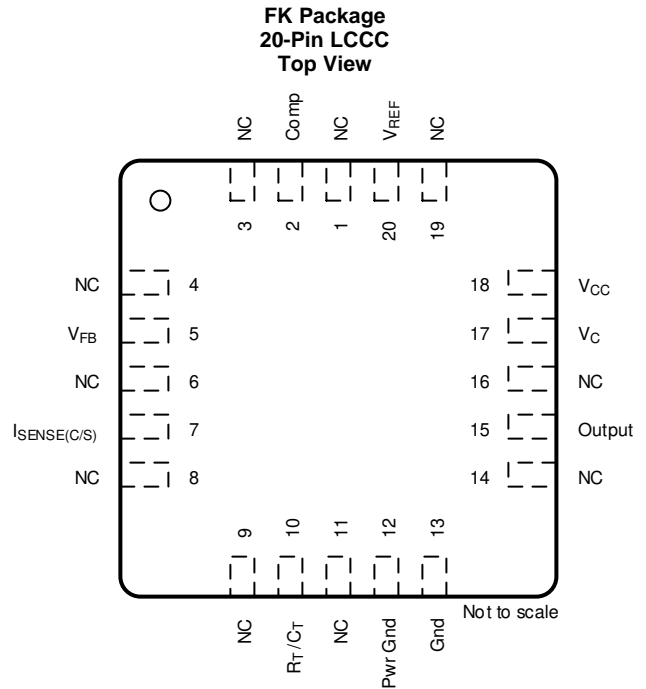 FK Package
20-Pin LCCC
Top View
NC
Comp
NC
VREF
NC
3
2
1
20
19
NC 4
VFB 5
NC 6
ISENSE(C/S) 7
NC 8
18 VCC
17 VC
16 NC
15 Output
14 NC
9
10
11
12
13
NC
RT/CT
NC
Pwr Gnd
Gnd
Not to scale